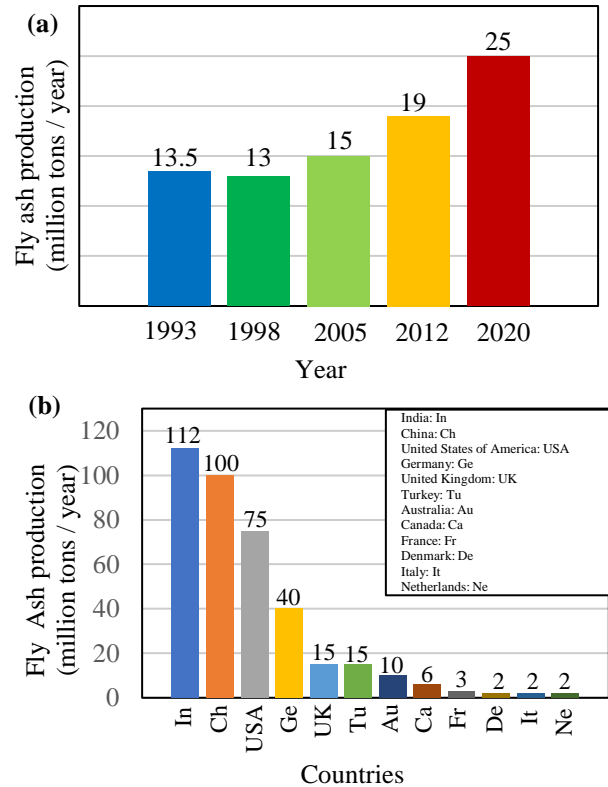 (a)
Fly ash production
(million tons / year)
13.5
13
15
19
25
1993
1998
2005
2012
2020
Year
(b)
Fly Ash production
(million tons / year)
120
100
80
60
40
20
0
112
100
75
40
15
15
10
6
3
2
2
2
India: In
China: Ch
United States of America: USA
Germany: Ge
United Kingdom: UK
Turkey: Tu
Australia: Au
Canada: Ca
France: Fr
Denmark: De
Italy: It
Netherlands: Ne
In
Ch
USA
Ge
UK
Tu
Au
Ca
Fr
De
It
Ne
Countries